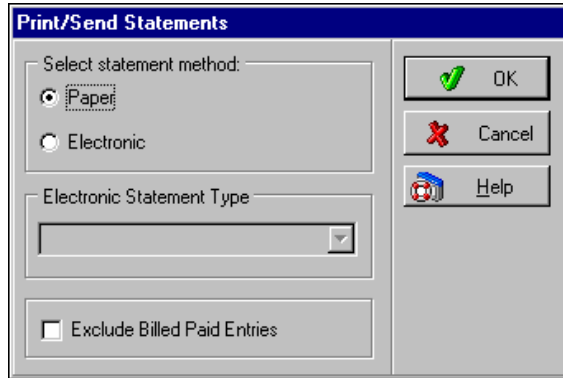 Print/Send Statements
Select statement method:
Paper
Electronic
Electronic Statement Type
Exclude Billed Paid Entries
OK
Cancel
Help